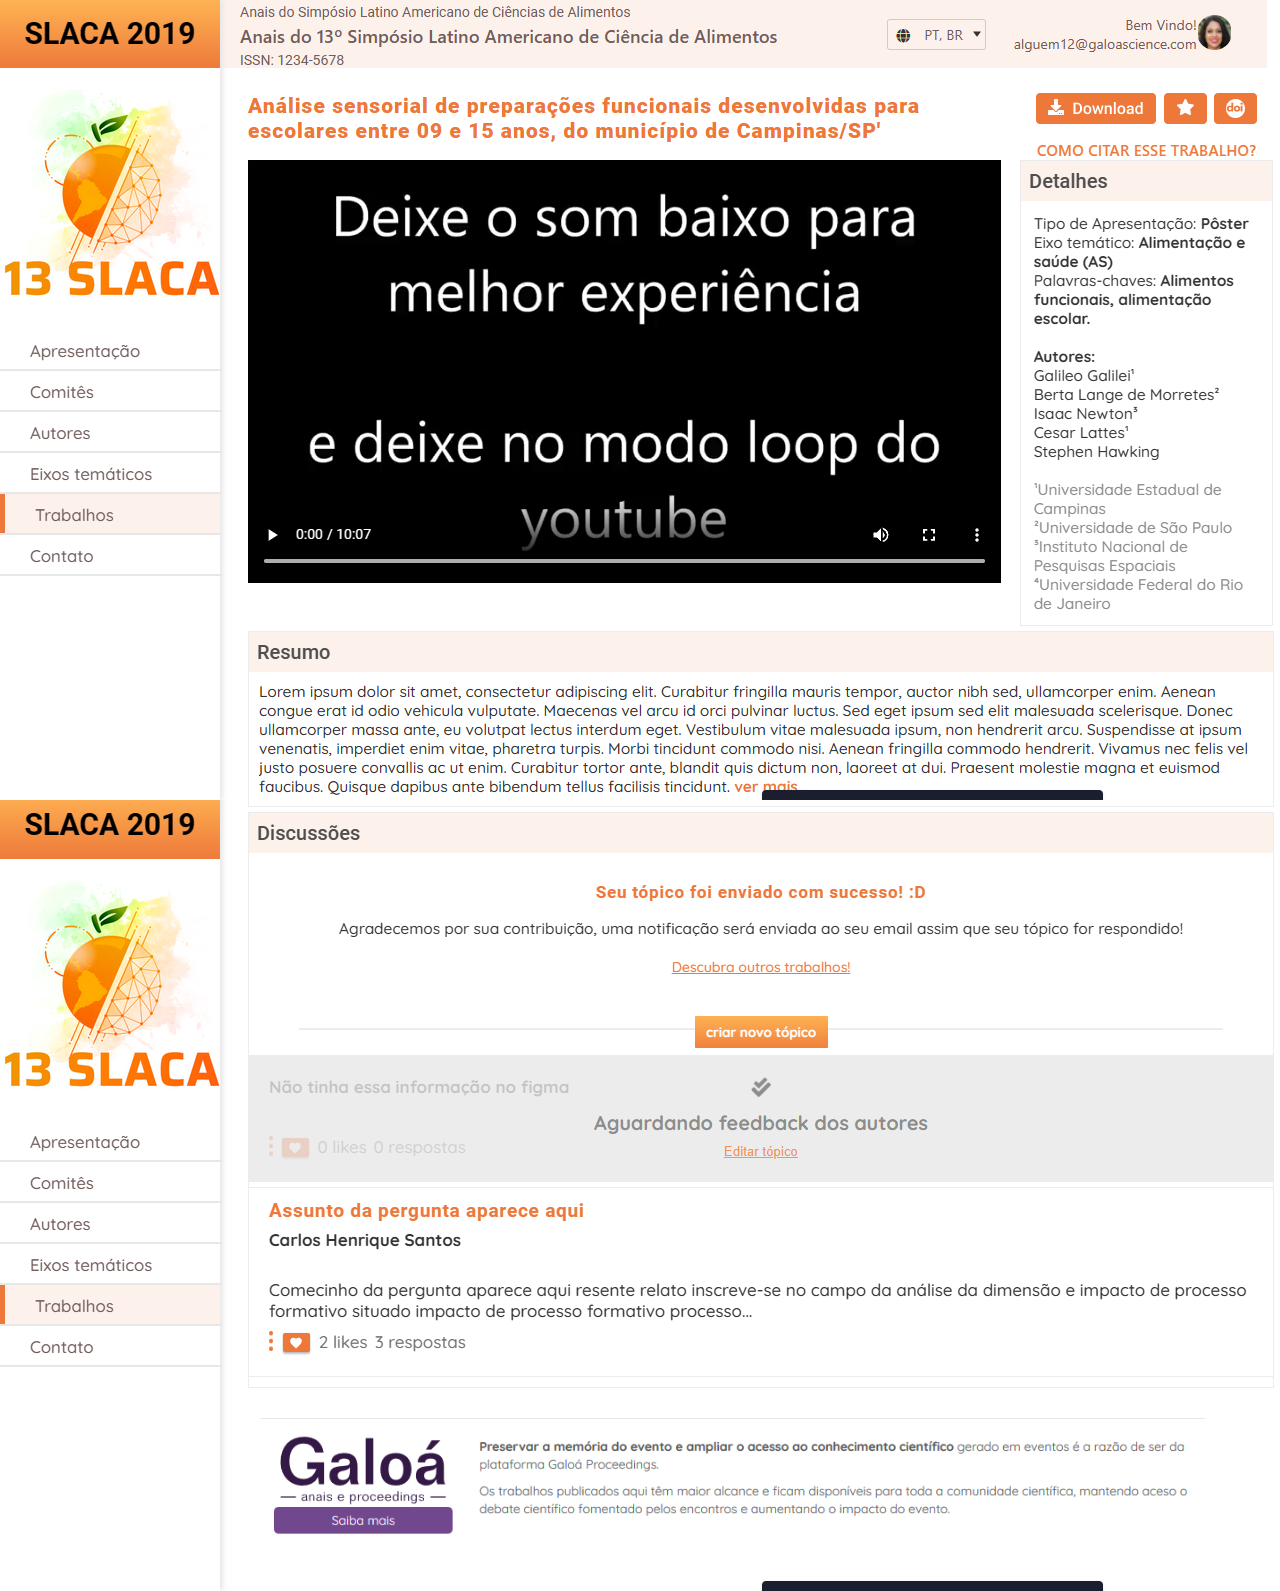 SLACA 2019
Anais do Simpósio Latino Americano de Ciências de Alimentos
Anais do 13º Simpósio Latino Americano de Ciência de Alimentos
ISSN: 1234-5678
PT, BR
Bem Vindo!
alguem12@galoascience.com
13 SLACA
Apresentação
Comitês
Autores
Eixos temáticos
Trabalhos
Contato
Análise sensorial de preparações funcionais desenvolvidas para
escolares entre 09 e 15 anos, do município de Campinas/SP'
Download
doi
COMO CITAR ESSE TRABALHO?
Deixe o som baixo para
melhor experiência
e deixe no modo loop do
youtube
0:00 / 10:07
Detalhes
Tipo de Apresentação: Pôster
Eixo temático: Alimentação e
saúde (AS)
Palavras-chaves: Alimentos
funcionais, alimentação
escolar.
Autores:
Galileo Galilei¹
Berta Lange de Morretes²
Isaac Newton³
Cesar Lattes¹
Stephen Hawking
¹Universidade Estadual de
Campinas
²Universidade de São Paulo
³Instituto Nacional de
Pesquisas Espaciais
⁴Universidade Federal do Rio
de Janeiro
Resumo
Lorem ipsum dolor sit amet, consectetur adipiscing elit. Curabitur fringilla mauris tempor, auctor nibh sed, ullamcorper enim. Aenean
congue erat id odio vehicula vulputate. Maecenas vel arcu id orci pulvinar luctus. Sed eget ipsum sed elit malesuada scelerisque. Donec
ullamcorper massa ante, eu volutpat lectus interdum eget. Vestibulum vitae malesuada ipsum, non hendrerit arcu. Suspendisse at ipsum
venenatis, imperdiet enim vitae, pharetra turpis. Morbi tincidunt commodo nisi. Aenean fringilla commodo hendrerit. Vivamus nec felis vel
justo posuere convallis ac ut enim. Curabitur tortor ante, blandit quis dictum non, laoreet at dui. Praesent molestie magna et euismod
faucibus. Quisque dapibus ante bibendum tellus facilisis tincidunt. ver mais
SLACA 2019
13 SLACA
Apresentação
Comitês
Autores
Eixos temáticos
Trabalhos
Contato
Discussões
Seu tópico foi enviado com sucesso! :D
Agradecemos por sua contribuição, uma notificação será enviada ao seu email assim que seu tópico for respondido!
Descubra outros trabalhos!
criar novo tópico
Não tinha essa informação no figma
Aguardando feedback dos autores
0 likes 0 respostas
Editar tópico
Assunto da pergunta aparece aqui
Carlos Henrique Santos
Comecinho da pergunta aparece aqui resente relato inscreve-se no campo da análise da dimensão e impacto de processo
formativo situado impacto de processo formativo processo...
2 likes 3 respostas
Galoá
anais e proceedings
Saiba mais
Preservar a memória do evento e ampliar o acesso ao conhecimento científico gerado em eventos é a razão de ser da
plataforma Galoá Proceedings.
Os trabalhos publicados aqui têm maior alcance e ficam disponíveis para toda a comunidade científica, mantendo aceso o
debate científico fomentado pelos encontros e aumentando o impacto do evento.